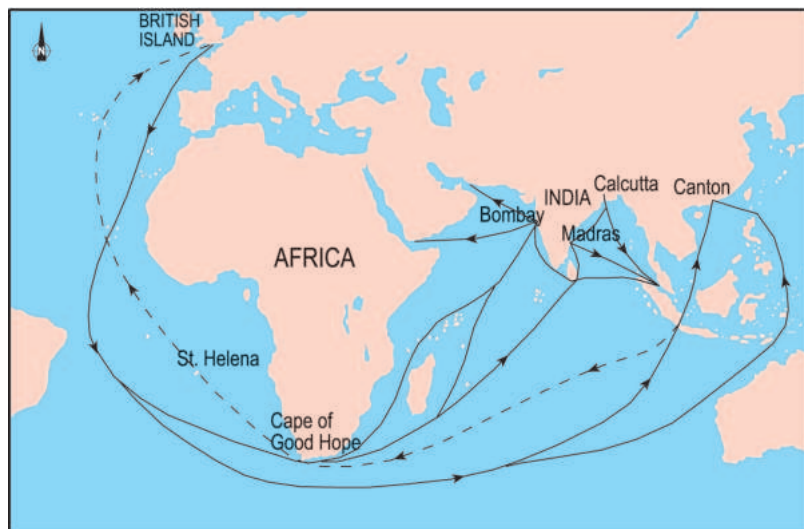 BRITISH
ISLAND
N
INDIA
Calcutta
Canton
Bombay
Madras
AFRICA
St. Helena
Cape of
Good Hope